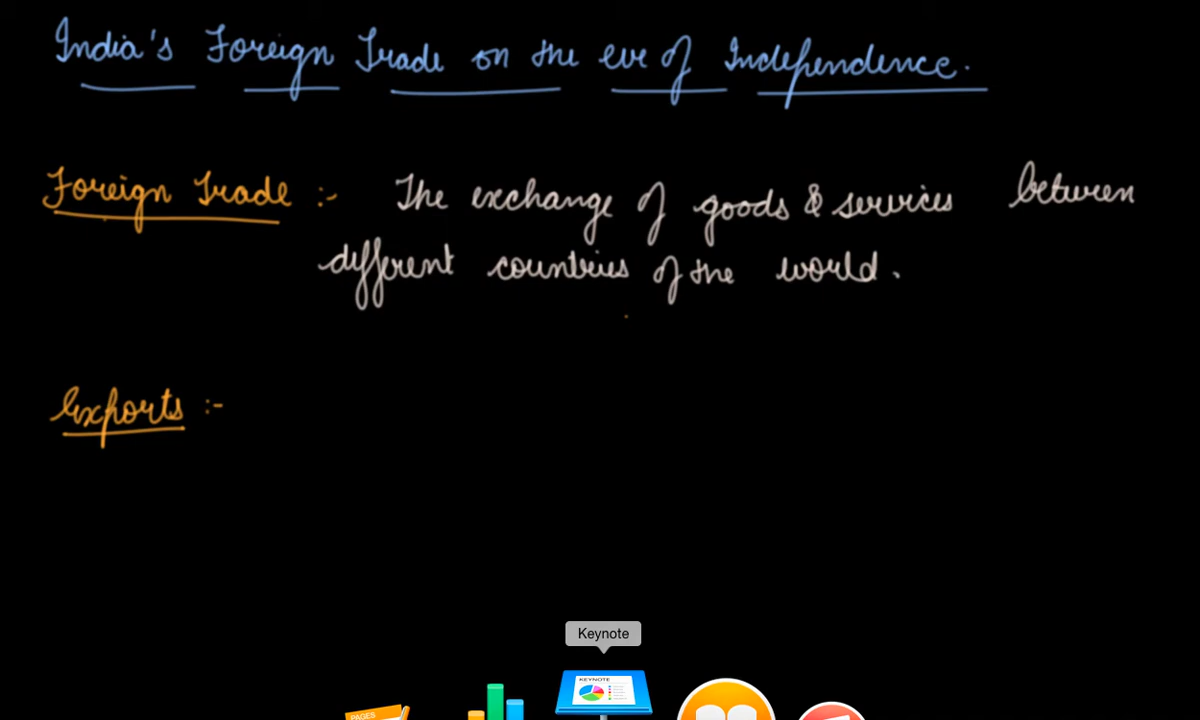 India's Foreign Trade on the eve of Independence.
Foreign Trade :- The exchange of goods & services between
different countries of the world.
Exports :-
Keynote
KEYNOTE
PAGES